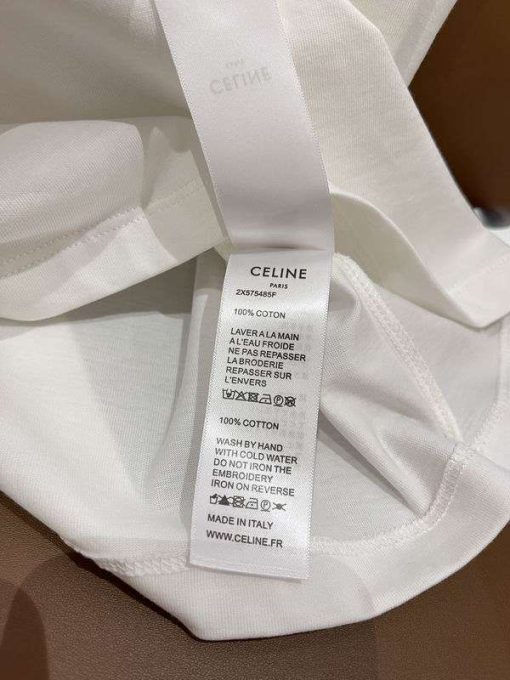 CELINE
CELINE
PARIS
2X575485F
100% COTON
LAVER A LA MAIN
A L'EAU FROIDE
NE PAS REPASSER
LA BRODERIE
REPASSER SUR
L'ENVERS
100% COTTON
WASH BY HAND
WITH COLD WATER
DO NOT IRON THE
EMBROIDERY
IRON ON REVERSE
MADE IN ITALY
WWW.CELINE.FR